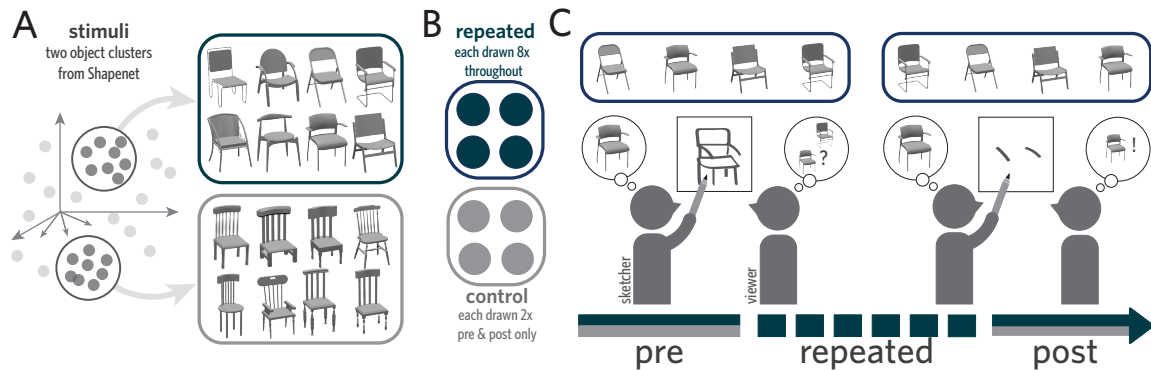 A
stimuli
two object clusters
from Shapenet
B
repeated
each drawn 8x
throughout
control
each drawn 2x
pre & post only
C
?
!
sketcher
viewer
pre
repeated
post